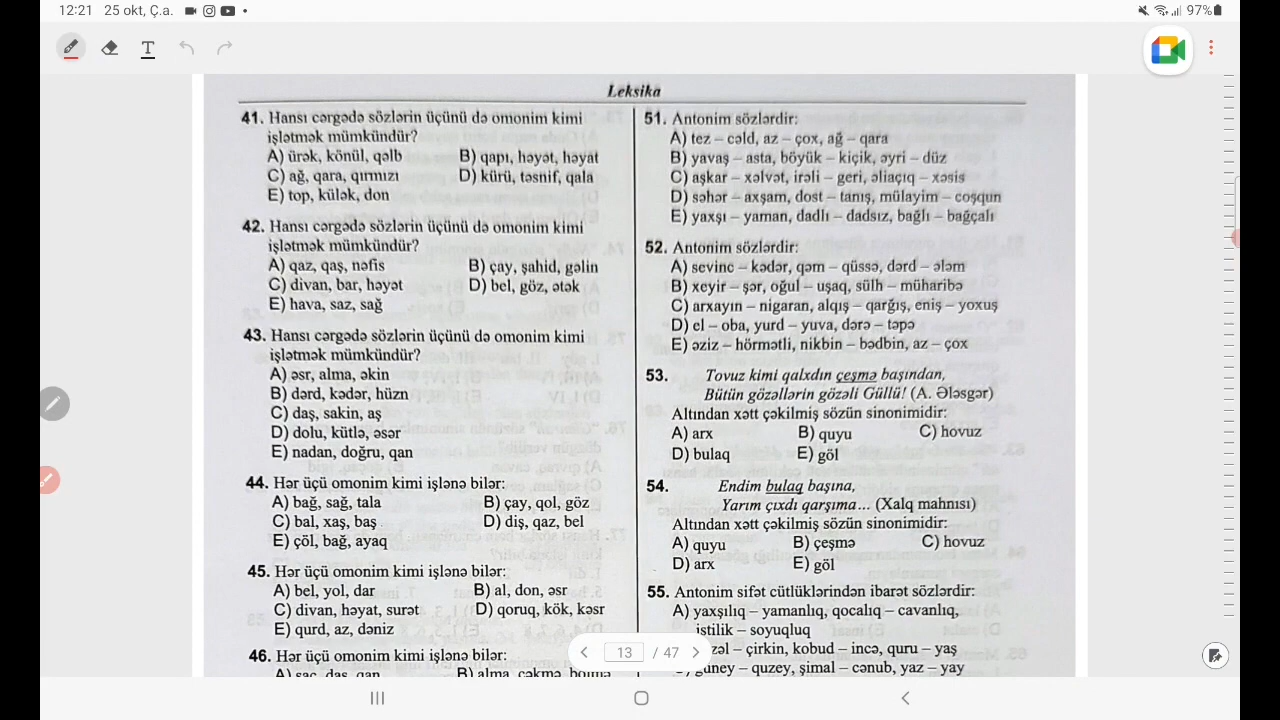 12:21 25 okt, Ç.a.
97%
T
Leksika
41. Hansı cərgədə sözlərin üçünü də omonim kimi
işlətmək mümkündür?
A) ürək, könül, qəlb B) qapı, həyət, həyat
C) ağ, qara, qırmızı D) kürü, təsnif, qala
E) top, külək, don
42. Hansı cərgədə sözlərin üçünü də omonim kimi
işlətmək mümkündür?
A) qaz, qaş, nəfis B) çay, şahid, gəlin
C) divan, bar, həyət D) bel, göz, ətək
E) hava, saz, sağ
43. Hansı cərgədə sözlərin üçünü də omonim kimi
işlətmək mümkündür?
A) əsr, alma, əkin
B) dərd, kədər, hüzn
C) daş, sakin, aş
D) dolu, kütlə, əsər
E) nadan, doğru, qan
44. Hər üçü omonim kimi işlənə bilər:
A) bağ, sağ, tala B) çay, qol, göz
C) bal, xaş, baş D) diş, qaz, bel
E) çöl, bağ, ayaq
45. Hər üçü omonim kimi işlənə bilər:
A) bel, yol, dar B) al, don, əsr
C) divan, həyat, surət D) qoruq, kök, kəsr
E) qurd, az, dəniz
46. Hər üçü omonim kimi işlənə bilər:
A) saç, daş, qan B) alma, çəkmə, bölmə
51. Antonim sözlərdir:
A) tez – cəld, az – çox, ağ – qara
B) yavaş – asta, böyük – kiçik, əyri – düz
C) aşkar – xəlvət, irəli – geri, əliaçıq – xəsis
D) səhər – axşam, dost – tanış, mülayim – coşqun
E) yaxşı – yaman, dadlı – dadsız, bağlı – bağçalı
52. Antonim sözlərdir:
A) sevinc – kədər, qəm – qüssə, dərd – ələm
B) xeyir – şər, oğul – uşaq, sülh – müharibə
C) arxayın – nigaran, alqış – qarğış, eniş – yoxuş
D) el – oba, yurd – yuva, dərə – təpə
E) əziz – hörmətli, nikbin – bədbin, az – çox
53. Tovuz kimi qalxdın çeşmə başından,
Bütün gözəllərin gözəli Güllü! (A. Ələsgər)
Altından xətt çəkilmiş sözün sinonimidir:
A) arx B) quyu C) hovuz
D) bulaq E) göl
54. Endim bulaq başına,
Yarım çıxdı qarşıma... (Xalq mahnısı)
Altından xətt çəkilmiş sözün sinonimidir:
A) quyu B) çeşmə C) hovuz
D) arx E) göl
55. Antonim sifət cütlüklərindən ibarət sözlərdir:
A) yaxşılıq – yamanlıq, qocalıq – cavanlıq,
istilik – soyuqluq
zəl – çirkin, kobud – incə, quru – yaş
güney – quzey, şimal – cənub, yaz – yay
13 / 47